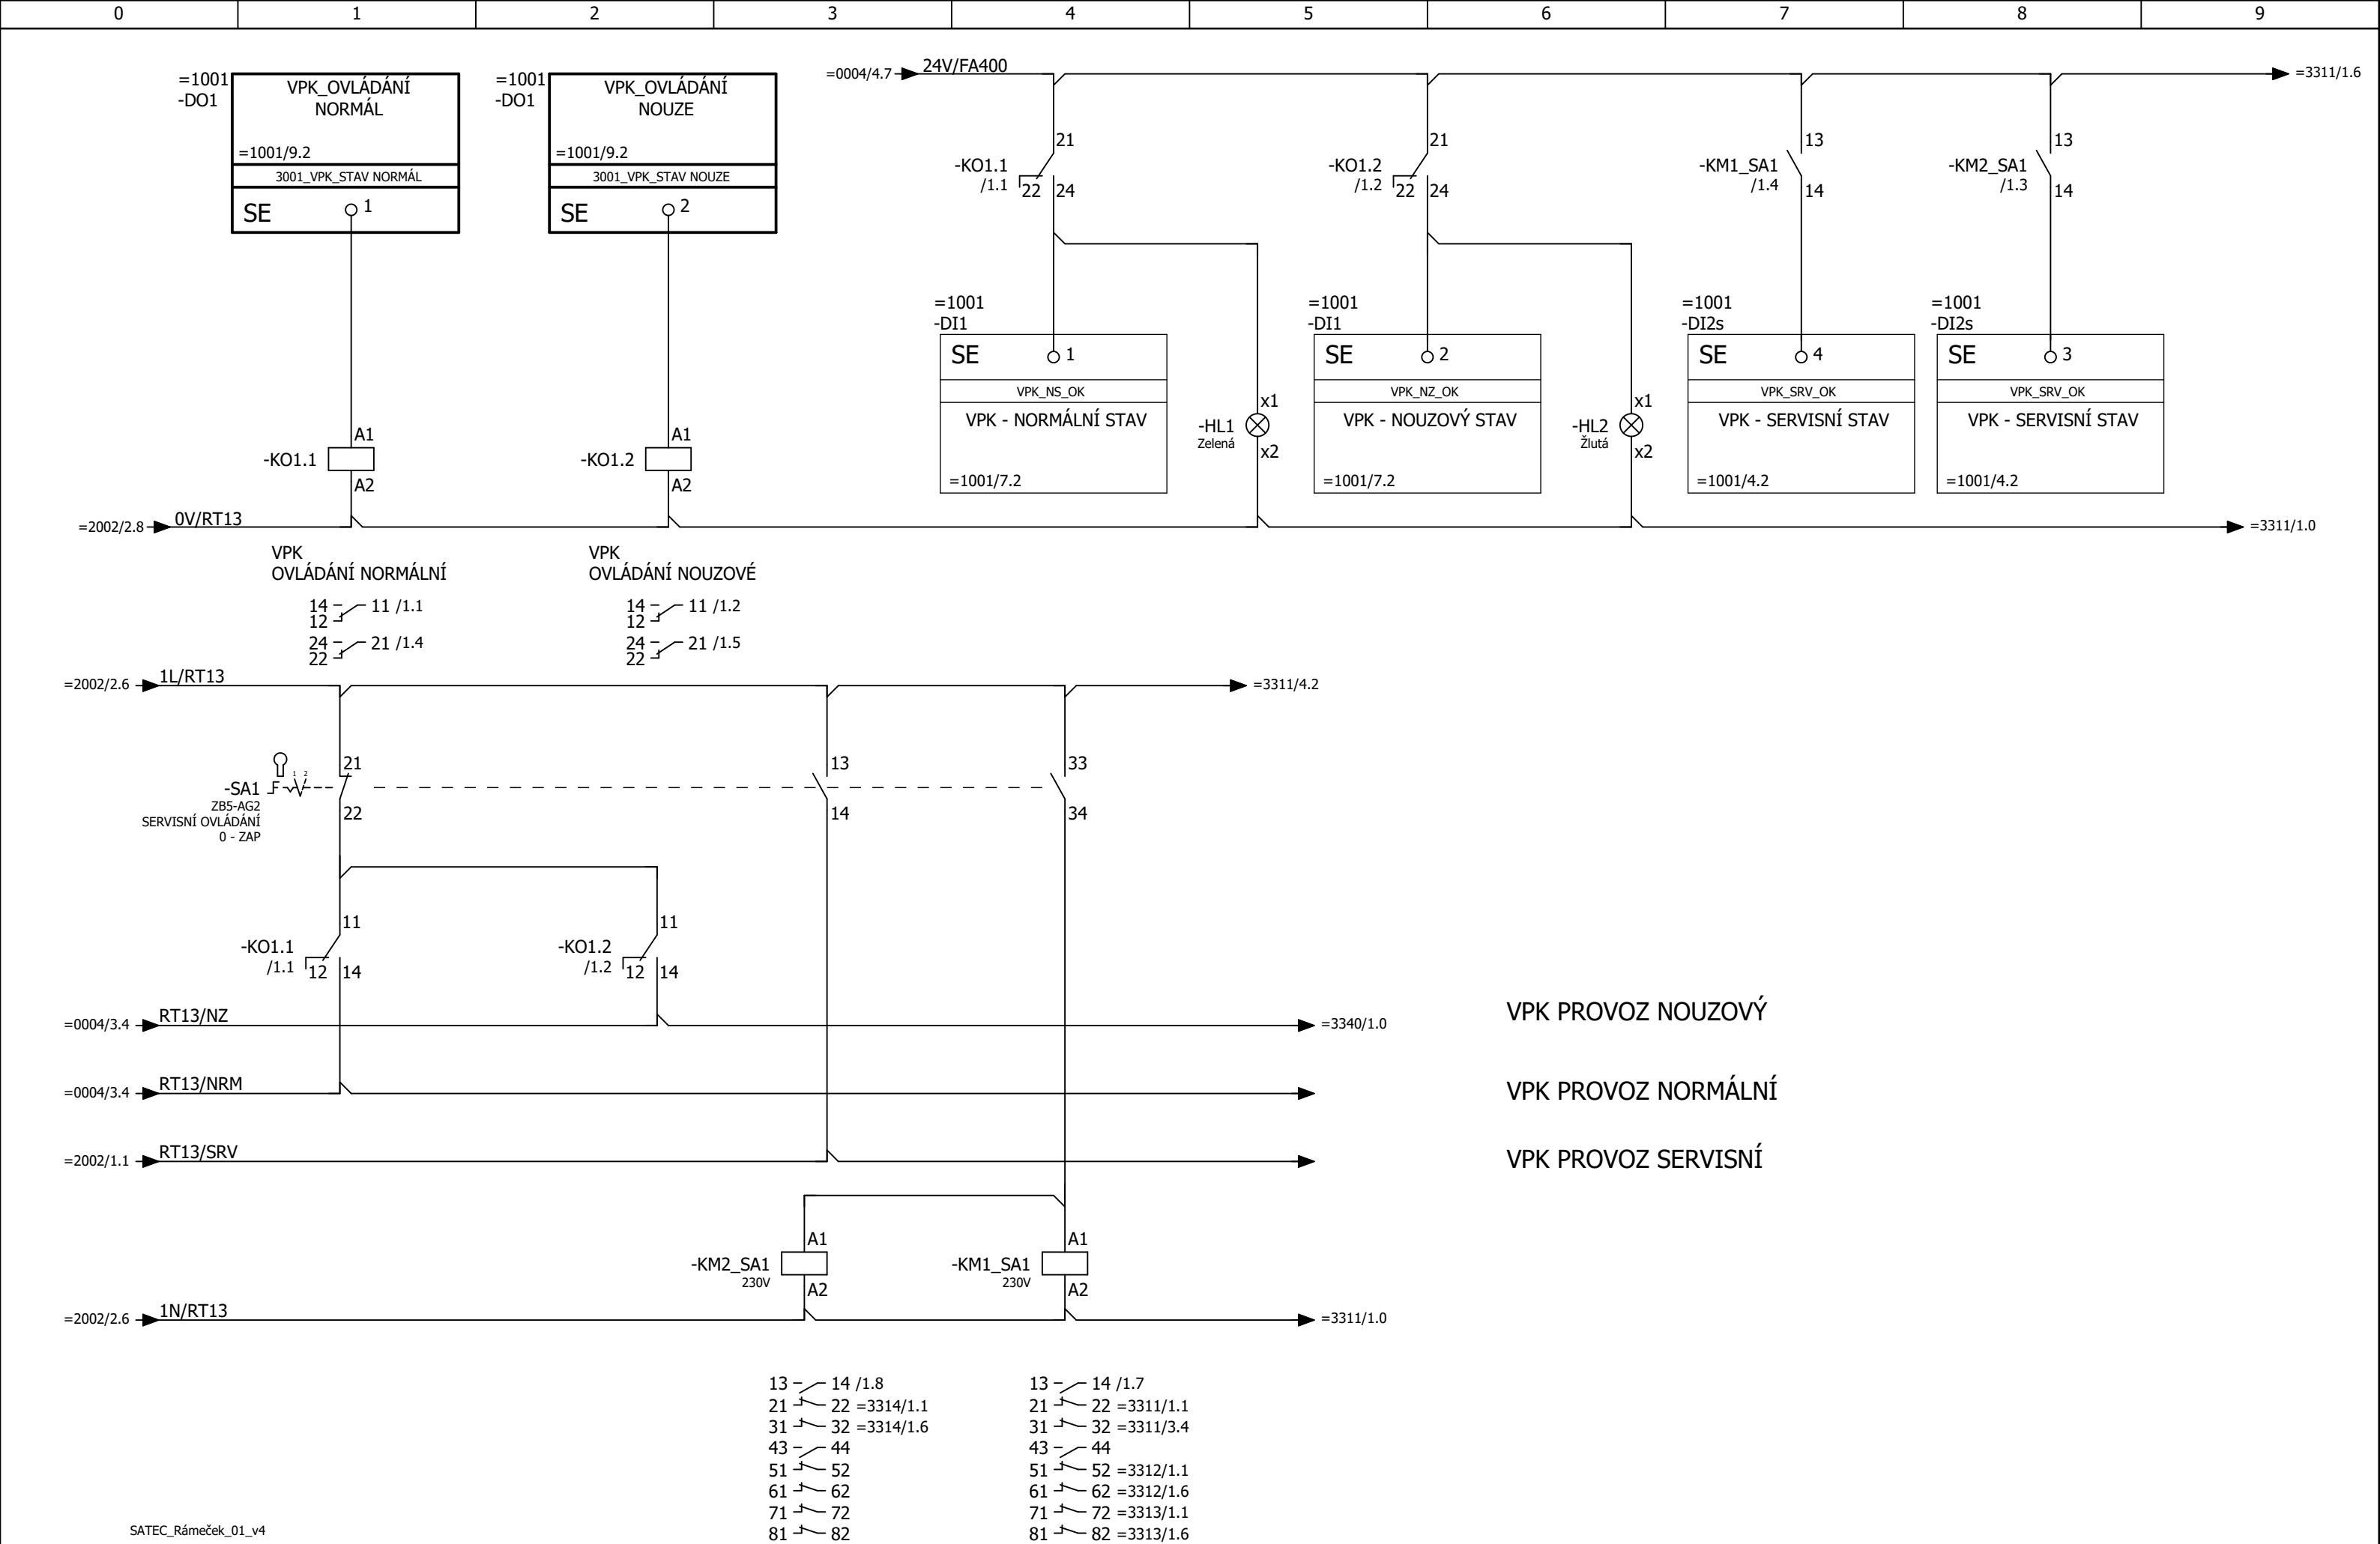 0 1 2 3 4 5 6 7 8 9
=1001
-DO1
VPK_OVLÁDÁNÍ
NORMÁL
=1001/9.2
3001_VPK_STAV NORMÁL
SE 1
=1001
-DO1
VPK_OVLÁDÁNÍ
NOUZE
=1001/9.2
3001_VPK_STAV NOUZE
SE 2
=0004/4.7 24V/FA400 =3311/1.6
21
-KO1.1
/1.1
22 24
21
-KO1.2
/1.2
22 24
13
-KM1_SA1
/1.4
14
13
-KM2_SA1
/1.3
14
=1001
-DI1
SE 1
VPK_NS_OK
VPK - NORMÁLNÍ STAV
=1001/7.2
x1
-HL1
Zelená
x2
=1001
-DI1
SE 2
VPK_NZ_OK
VPK - NOUZOVÝ STAV
=1001/7.2
x1
-HL2
Žlutá
x2
=1001
-DI2s
SE 4
VPK_SRV_OK
VPK - SERVISNÍ STAV
=1001/4.2
=1001
-DI2s
SE 3
VPK_SRV_OK
VPK - SERVISNÍ STAV
=1001/4.2
A1
-KO1.1
A2
A1
-KO1.2
A2
=2002/2.8 0V/RT13 =3311/1.0
VPK
OVLÁDÁNÍ NORMÁLNÍ
14 11 /1.1
12
24 21 /1.4
22
VPK
OVLÁDÁNÍ NOUZOVÉ
14 11 /1.2
12
24 21 /1.5
22
=2002/2.6 1L/RT13 =3311/4.2
21
1 2
-SA1
ZB5-AG2
SERVISNÍ OVLÁDÁNÍ
0 - ZAP
22
13
14
33
34
11
-KO1.1
/1.1
12 14
11
-KO1.2
/1.2
12 14
=0004/3.4 RT13/NZ =3340/1.0 VPK PROVOZ NOUZOVÝ
=0004/3.4 RT13/NRM VPK PROVOZ NORMÁLNÍ
=2002/1.1 RT13/SRV VPK PROVOZ SERVISNÍ
A1
-KM2_SA1
230V
A2
A1
-KM1_SA1
230V
A2
=2002/2.6 1N/RT13 =3311/1.0
13 14 /1.8
21 22 =3314/1.1
31 32 =3314/1.6
43 44
51 52
61 62
71 72
81 82
13 14 /1.7
21 22 =3311/1.1
31 32 =3311/3.4
43 44
51 52 =3312/1.1
61 62 =3312/1.6
71 72 =3313/1.1
81 82 =3313/1.6
SATEC_Rámeček_01_v4